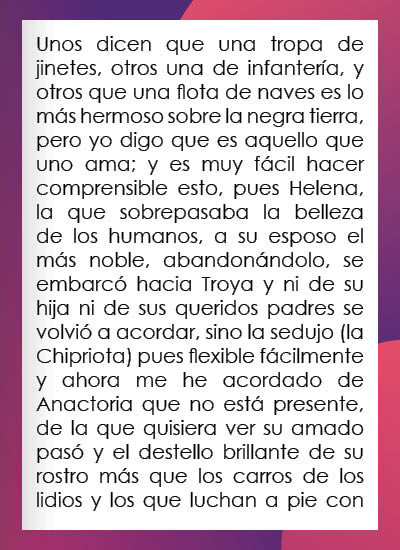 Unos dicen que una tropa de
jinetes, otros una de infantería, y
otros que una flota de naves es lo
más hermoso sobre la negra tierra,
pero yo digo que es aquello que
uno ama; y es muy fácil hacer
comprensible esto, pues Helena,
la que sobrepasaba la belleza
de los humanos, a su esposo el
más noble, abandonándolo, se
embarcó hacia Troya y ni de su
hija ni de sus queridos padres se
volvió a acordar, sino la sedujo (la
Chipriota) pues flexible fácilmente
y ahora me he acordado de
Anactoria que no está presente,
de la que quisiera ver su amado
pasó y el destello brillante de su
rostro más que los carros de los
lidios y los que luchan a pie con